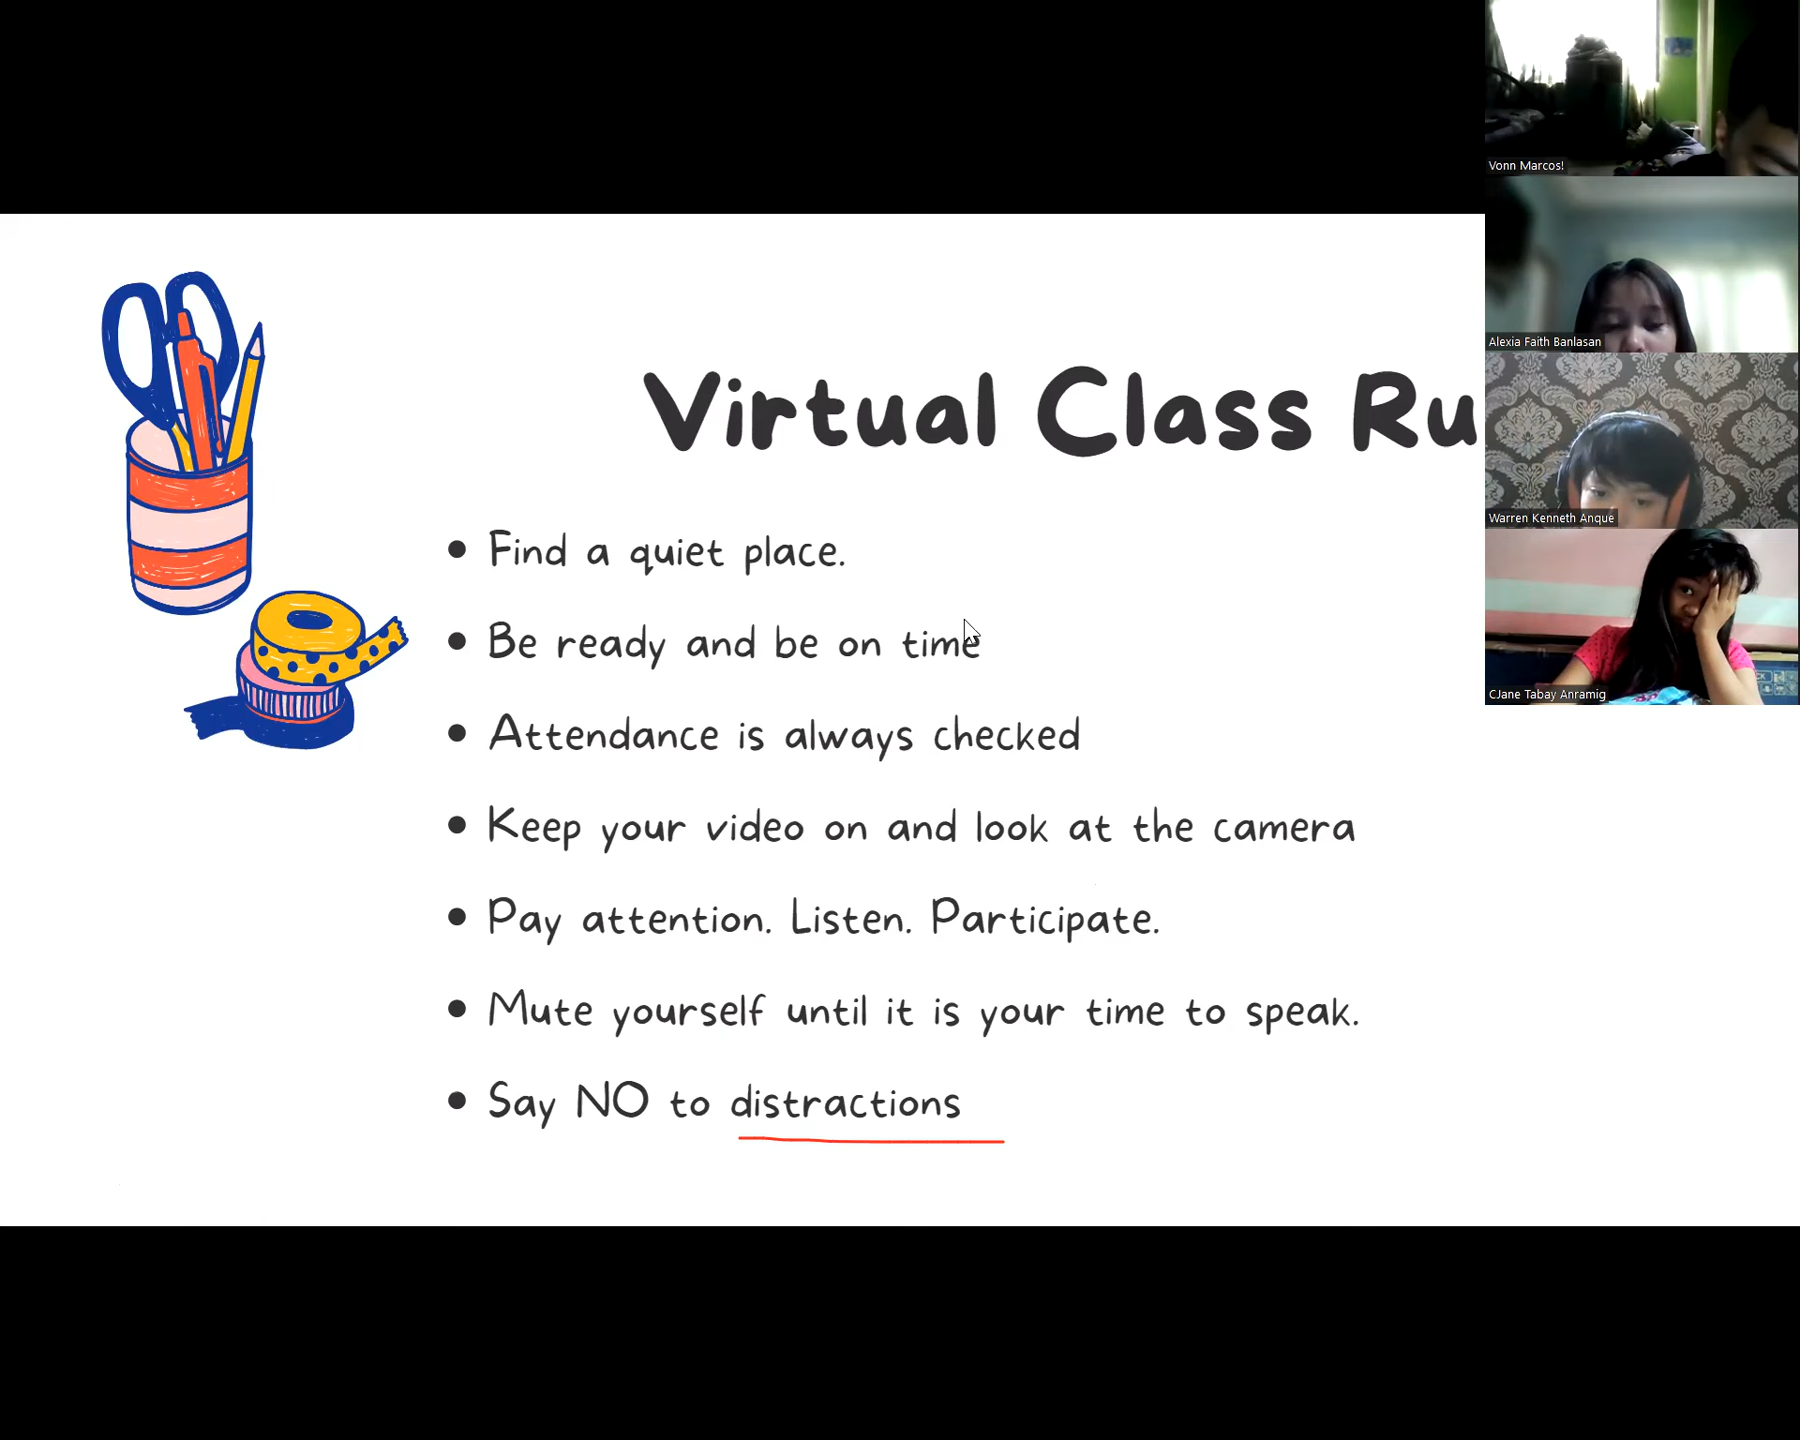 Virtual Class Ru
• Find a quiet place.
• Be ready and be on time
• Attendance is always checked
• Keep your video on and look at the camera
• Pay attention. Listen. Participate.
• Mute yourself until it is your time to speak.
• Say NO to distractions
Vonn Marcos!
Alexia Faith Banlasan
Warren Kenneth Anque
CJane Tabay Anramig